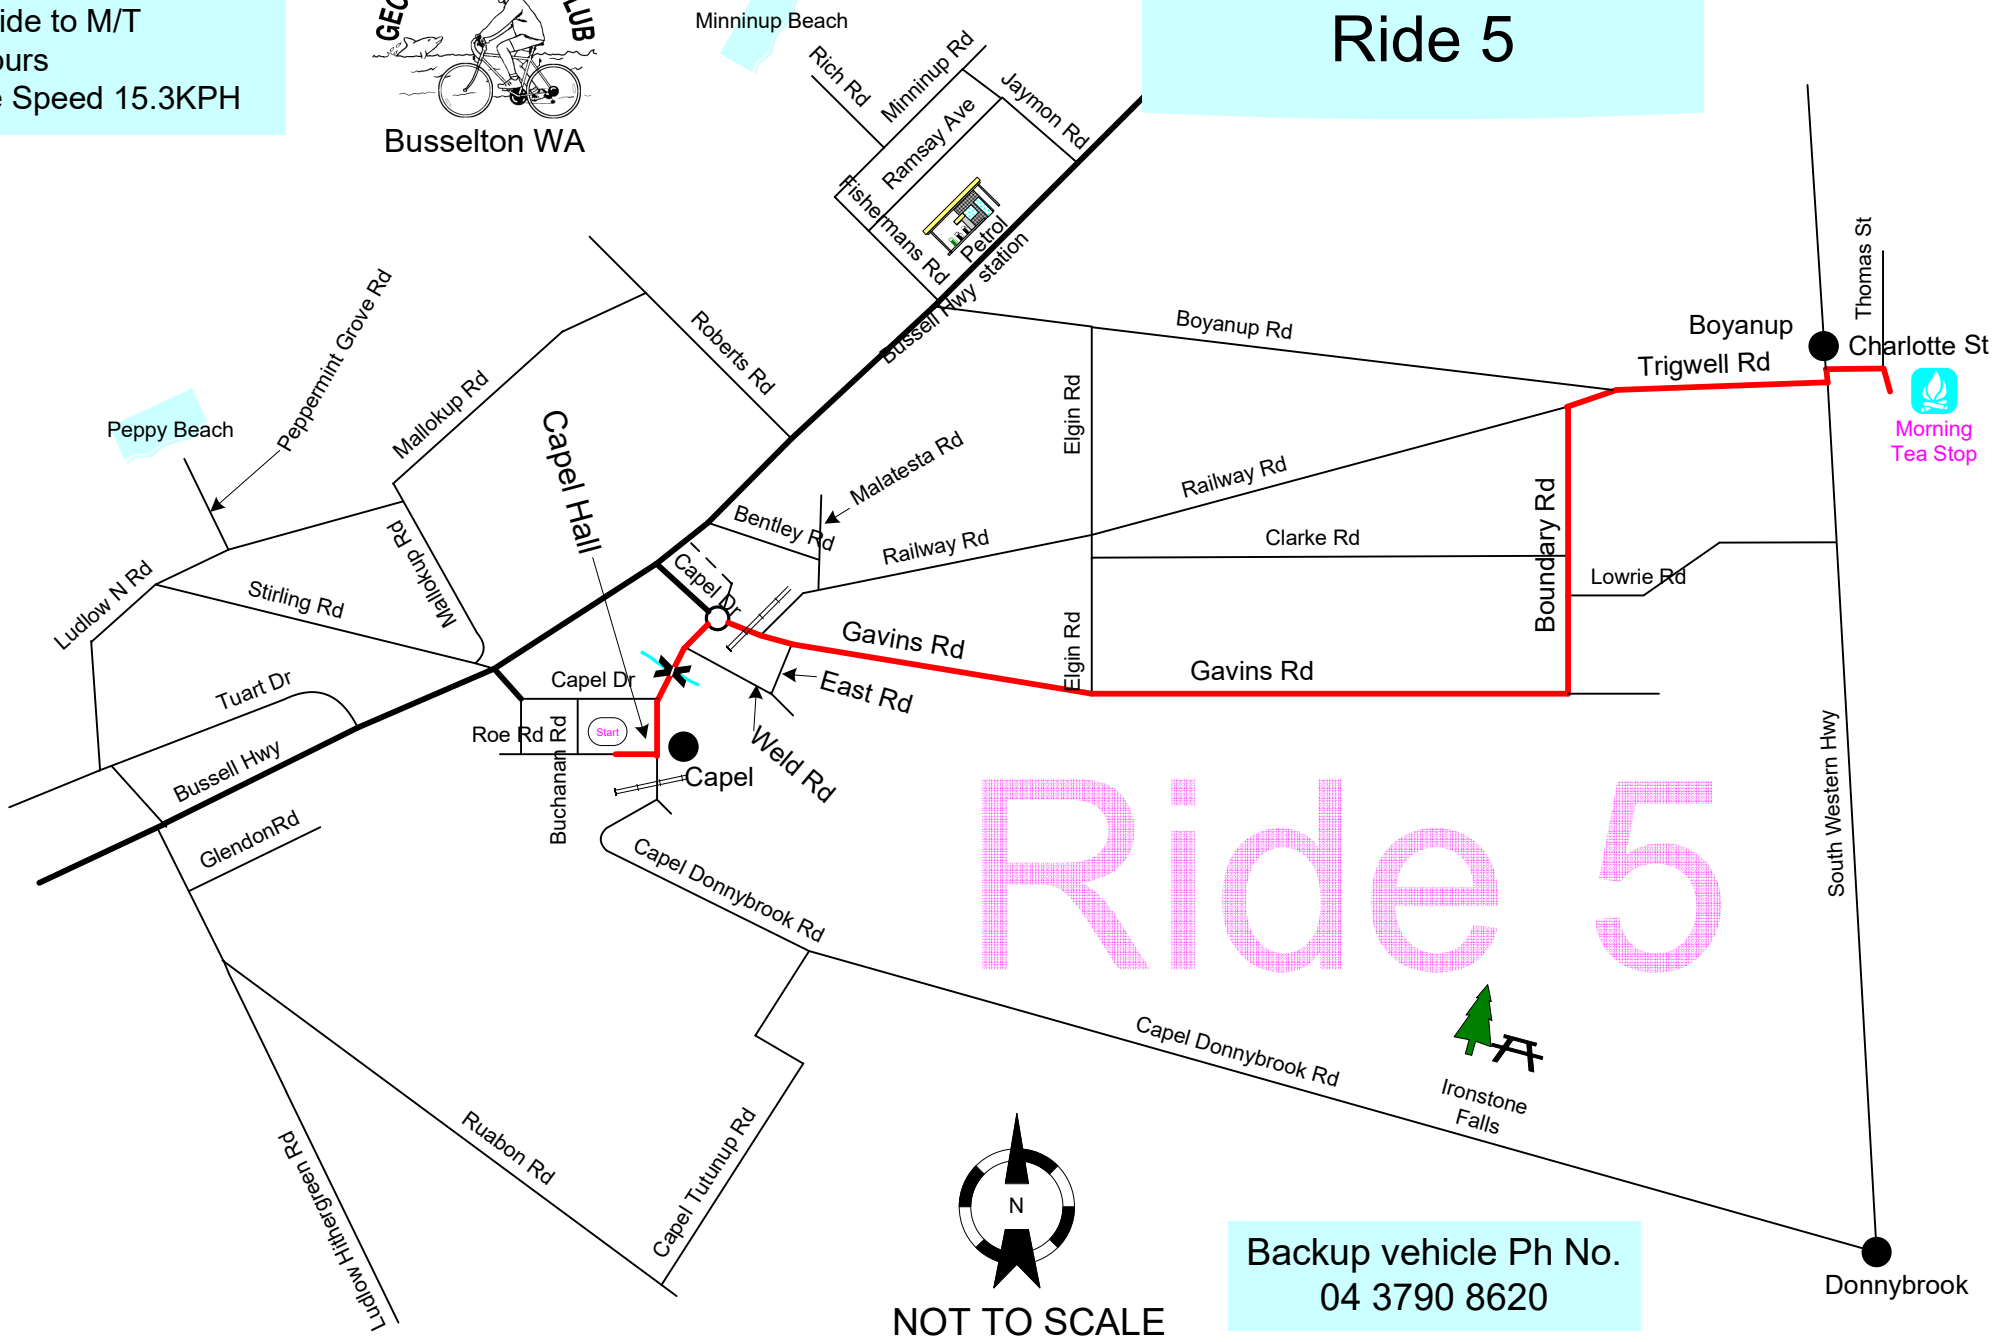 ide to M/T
ours
e Speed 15.3KPH
GEO
LUB
Busselton WA
Minninup Beach
Ride 5
Rich Rd
Minninup Rd
Jaymon Rd
Ramsay Ave
Fishermans Rd
Petrol
station
Bussell Hwy
Peppermint Grove Rd
Roberts Rd
Mallokup Rd
Peppy Beach
Capel Hall
Boyanup Rd
Elgin Rd
Boyanup
Trigwell Rd
Thomas St
Charlotte St
Morning
Tea Stop
Malatesta Rd
Bentley Rd
Railway Rd
Railway Rd
Clarke Rd
Boundary Rd
Lowrie Rd
Mallokup Rd
Ludlow N Rd
Stirling Rd
Capel Dr
Gavins Rd
Elgin Rd
Gavins Rd
Tuart Dr
Capel Dr
East Rd
Roe Rd
Buchanan Rd
Start
Capel
Weld Rd
Bussell Hwy
South Western Hwy
GlendonRd
Capel Donnybrook Rd
Ride 5
Capel Donnybrook Rd
Ironstone
Falls
Ruabon Rd
Capel Tutunup Rd
Ludlow Hithergreen Rd
N
NOT TO SCALE
Backup vehicle Ph No.
04 3790 8620
Donnybrook